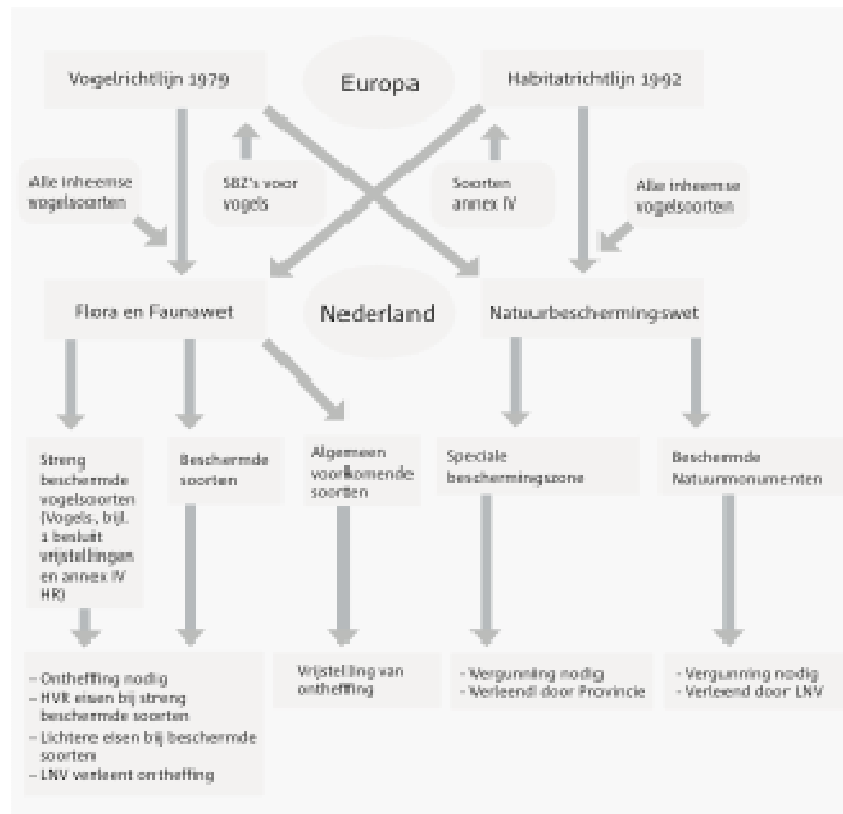 Vogelrichtlijn 1979
Europa
Habitatrichtlijn 1992
Alle inheemse
vogelsoorten
SBZ's voor
vogels
Soorten
annex IV
Alle inheemse
vogelsoorten
Flora en Faunawet
Nederland
Natuurbeschermingswet
Streng
beschermde
vogelsoorten
(Vogels, bijl.
1 besluit
vrijstellingen
en annex IV
HR)
Beschermde
soorten
Algemeen
voorkomende
soorten
Speciale
beschermingszone
Beschermde
Natuurmonumenten
– Ontheffing nodig
– HVR eisen bij streng
beschermde soorten
– Lichtere eisen bij beschermde
soorten
– LNV verleent ontheffing
Vrijstelling van
ontheffing
- Vergunning nodig
- Verleend door Provincie
- Vergunning nodig
- Verleend door LNV